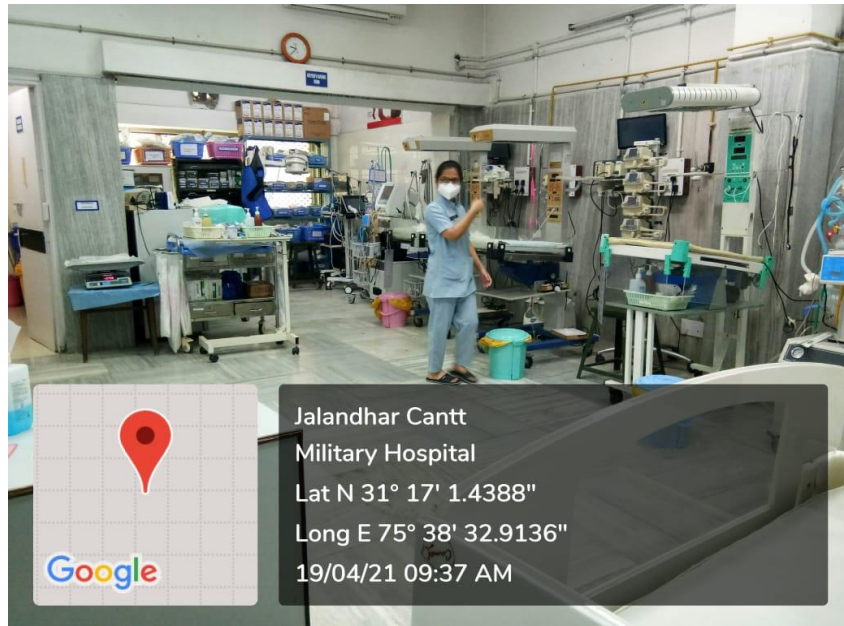 Jalandhar Cantt
Military Hospital
Lat N 31° 17' 1.4388"
Long E 75° 38' 32.9136"
19/04/21 09:37 AM
Google